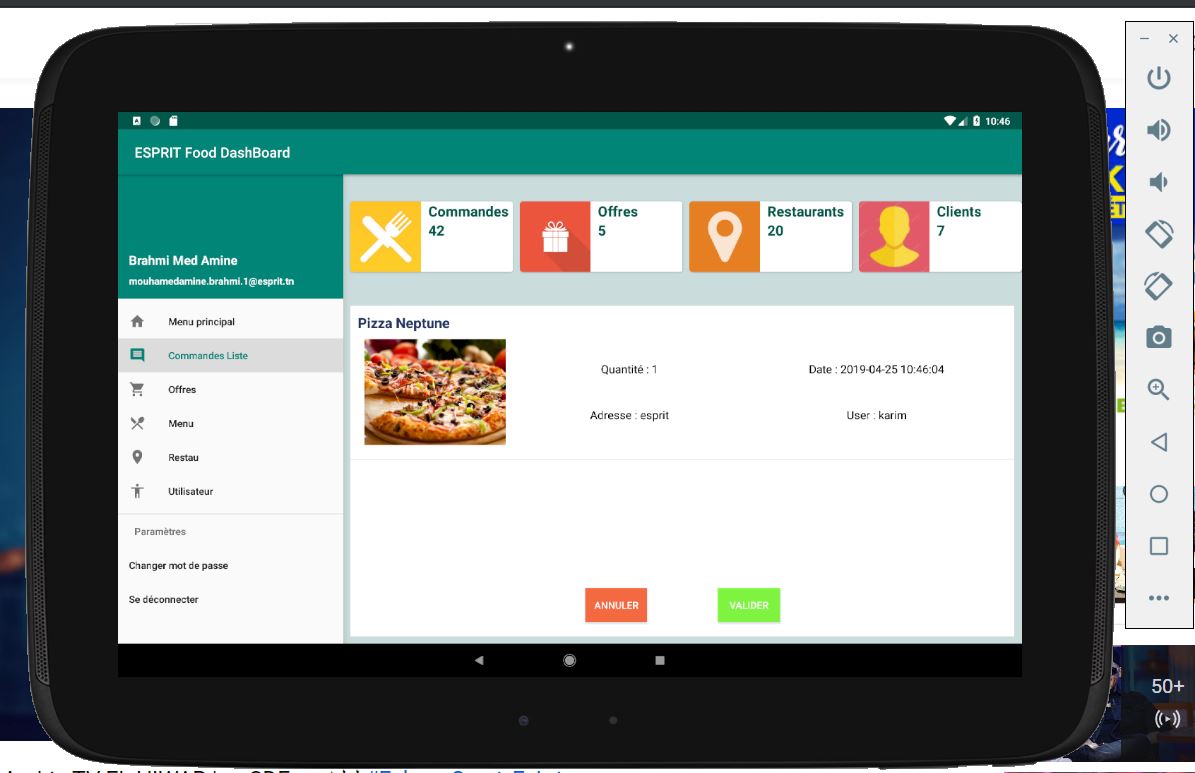 10:46
ESPRIT Food DashBoard
Commandes
42
Offres
5
Restaurants
20
Clients
7
Brahmi Med Amine
mouhamedamine.brahmi.1@esprit.tn
Menu principal
Commandes Liste
Offres
Menu
Restau
Utilisateur
Paramètres
Changer mot de passe
Se déconnecter
Pizza Neptune
Quantité : 1
Date : 2019-04-25 10:46:04
Adresse : esprit
User : karim
ANNULER
VALIDER
50+